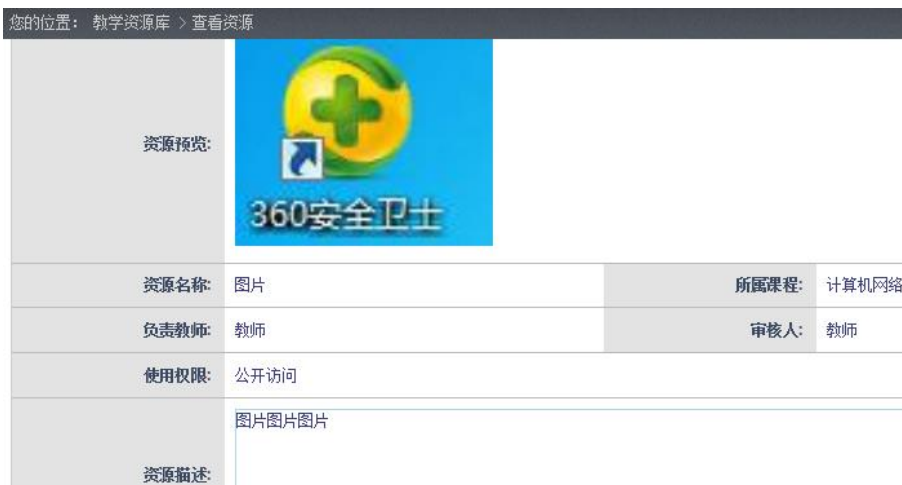 您的位置： 教学资源库 > 查看资源
资源预览:
360安全卫士
资源名称: 图片 所属课程: 计算机网络
负责教师: 教师 审核人: 教师
使用权限: 公开访问
图片图片图片
资源描述: